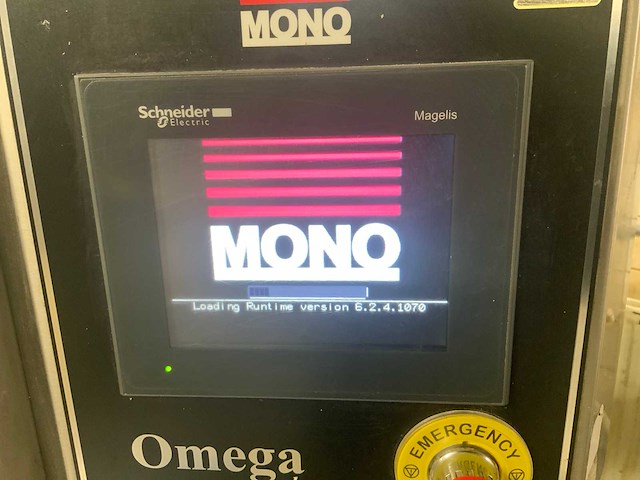 MONO
Schneider
Electric
Magelis
MONO
Loading Runtime version 6.2.4.1070
Omega
EMERGENCY